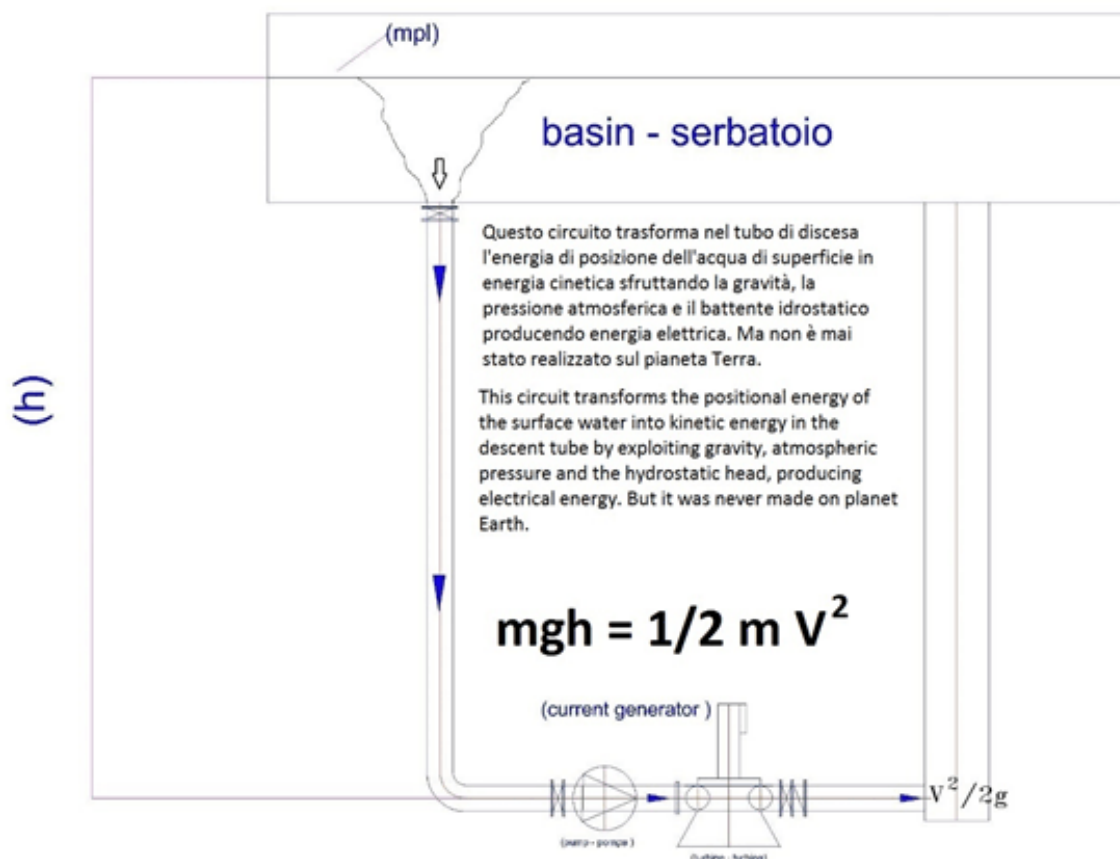 (mpl)
basin - serbatoio
Questo circuito trasforma nel tubo di discesa
l'energia di posizione dell'acqua di superficie in
energia cinetica sfruttando la gravità, la
pressione atmosferica e il battente idrostatico
producendo energia elettrica. Ma non è mai
stato realizzato sul pianeta Terra.
This circuit transforms the positional energy of
the surface water into kinetic energy in the
descent tube by exploiting gravity, atmospheric
pressure and the hydrostatic head, producing
electrical energy. But it was never made on planet
Earth.
(h)
mgh = 1/2 m V²
(current generator )
V²/2g
(pump - pompa )